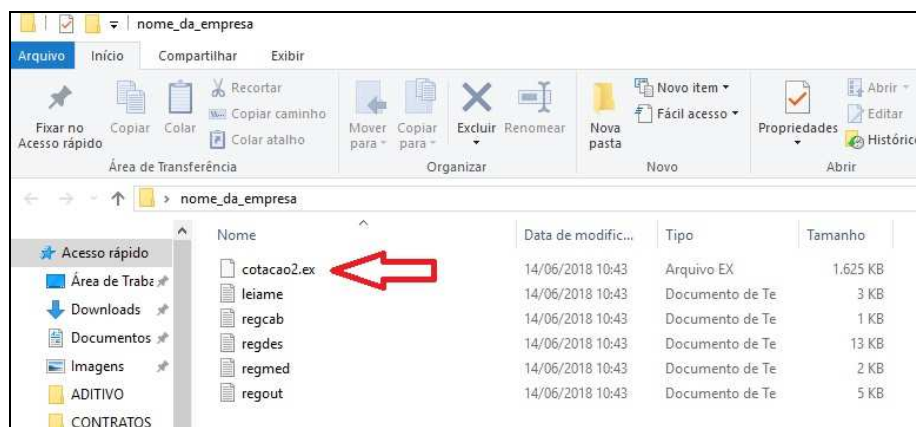 nome_da_empresa
Arquivo Início Compartilhar Exibir
Fixar no Acesso rápido
Copiar
Colar
Recortar
Copiar caminho
Colar atalho
Área de Transferência
Mover para
Copiar para
Excluir
Renomear
Organizar
Nova pasta
Novo item
Fácil acesso
Novo
Propriedades
Abrir
Editar
Históric
Abrir
nome_da_empresa
Nome Data de modific... Tipo Tamanho
Acesso rápido
Área de Traba
Downloads
Documentos
Imagens
ADITIVO
CONTRATOS
cotacao2.ex 14/06/2018 10:43 Arquivo EX 1.625 KB
leiame 14/06/2018 10:43 Documento de Te 3 KB
regcab 14/06/2018 10:43 Documento de Te 1 KB
regdes 14/06/2018 10:43 Documento de Te 13 KB
regmed 14/06/2018 10:43 Documento de Te 2 KB
regout 14/06/2018 10:43 Documento de Te 5 KB